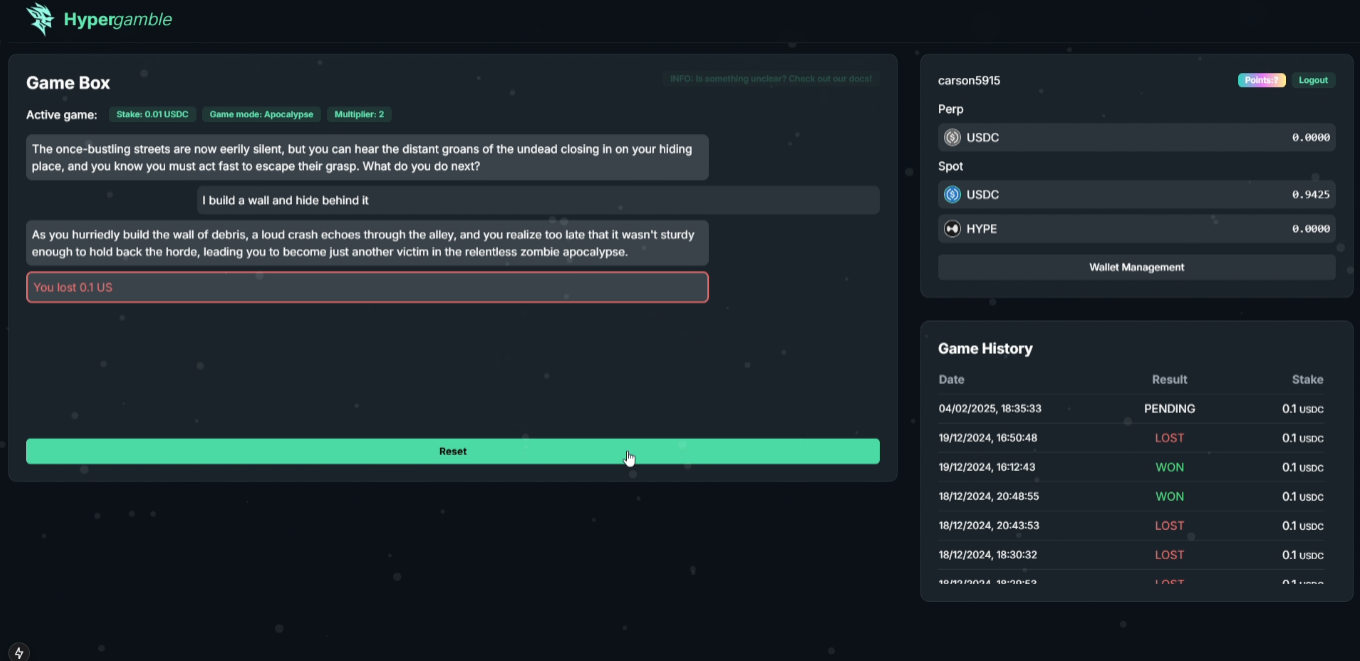 Hypergamble
Game Box
INFO: Is something unclear? Check out our docs!
Active game: Stake: 0.01 USDC Game mode: Apocalypse Multiplier: 2
The once-bustling streets are now eerily silent, but you can hear the distant groans of the undead closing in on your hiding
place, and you know you must act fast to escape their grasp. What do you do next?
I build a wall and hide behind it
As you hurriedly build the wall of debris, a loud crash echoes through the alley, and you realize too late that it wasn't sturdy
enough to hold back the horde, leading you to become just another victim in the relentless zombie apocalypse.
You lost 0.1 US
Reset
carson5915 Points:? Logout
Perp
USDC 0.0000
Spot
USDC 0.9425
HYPE 0.0000
Wallet Management
Game History
Date Result Stake
04/02/2025, 18:35:33 PENDING 0.1 USDC
19/12/2024, 16:50:48 LOST 0.1 USDC
19/12/2024, 16:12:43 WON 0.1 USDC
18/12/2024, 20:48:55 WON 0.1 USDC
18/12/2024, 20:43:53 LOST 0.1 USDC
18/12/2024, 18:30:32 LOST 0.1 USDC
18/12/2024, 18:29:53 LOST 0.1 USDC